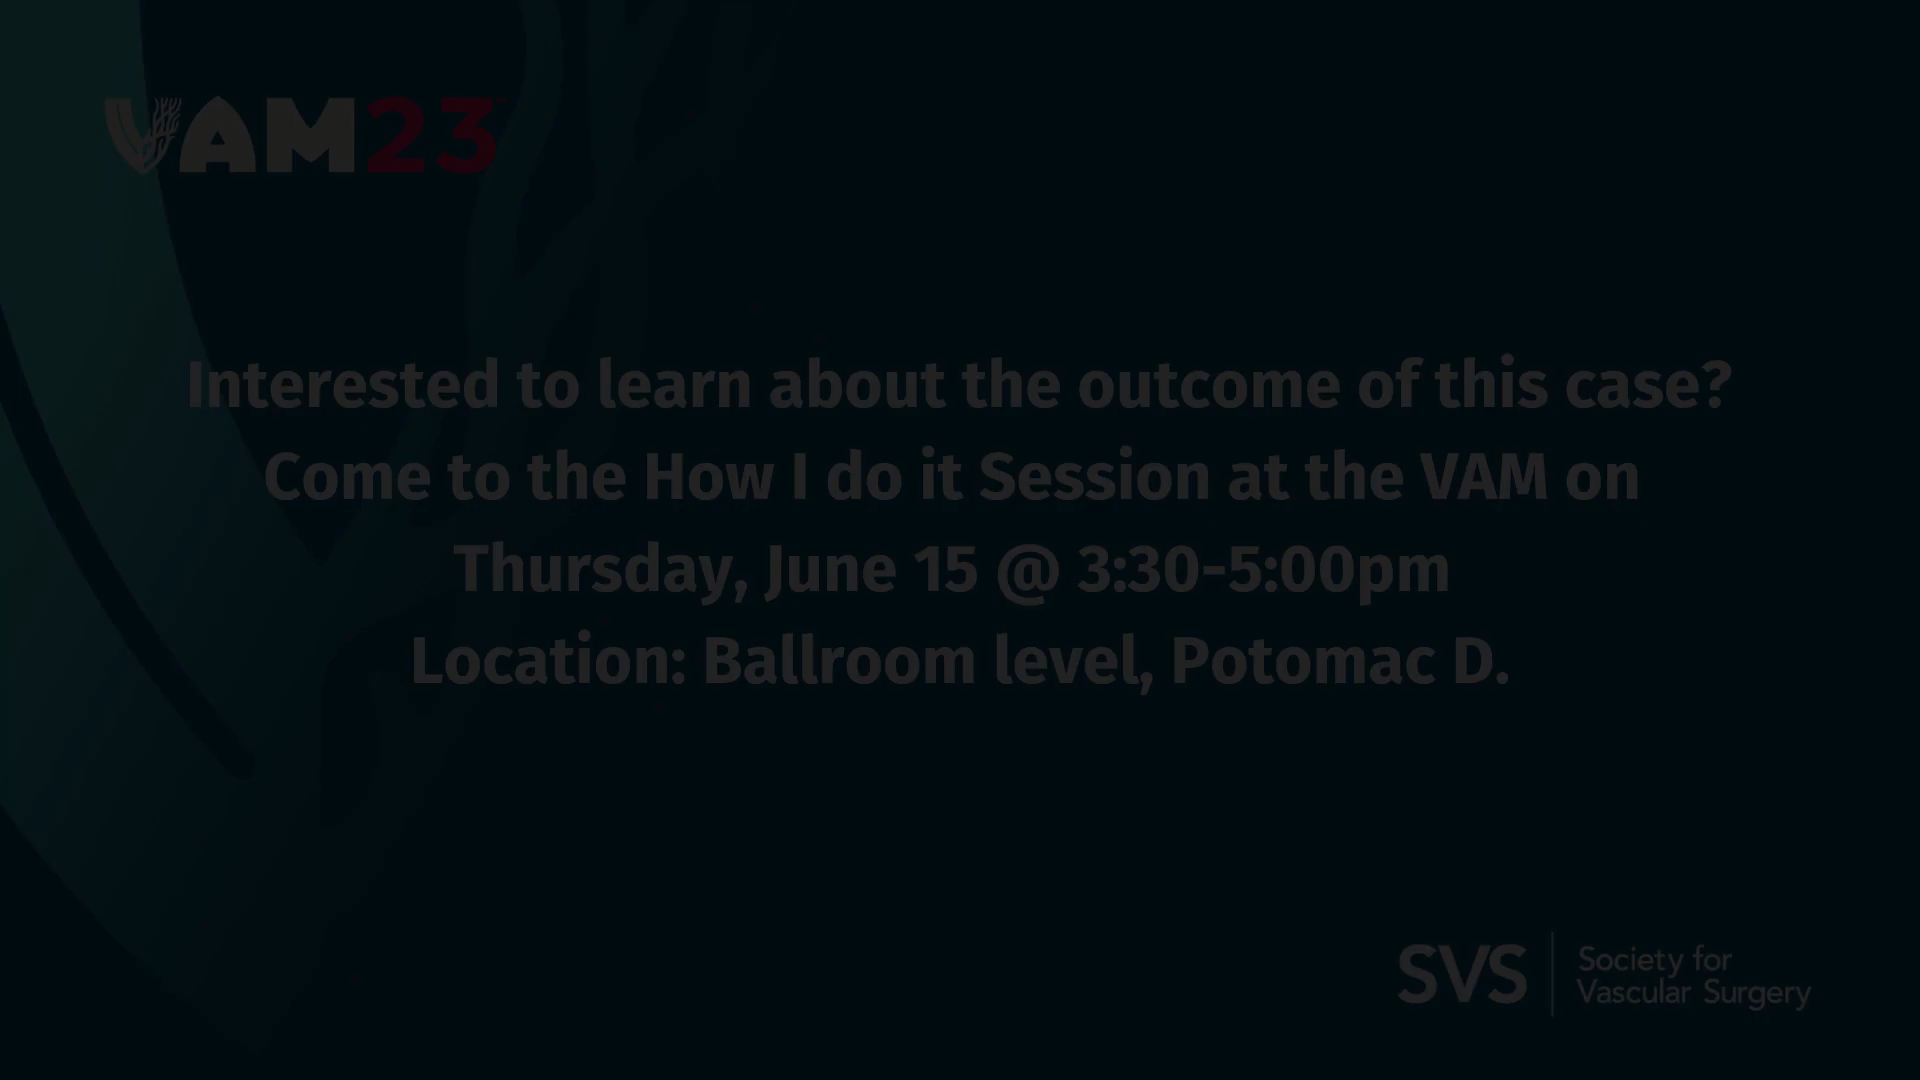 VAM23
Interested to learn about the outcome of this case?
Come to the How I do it Session at the VAM on
Thursday, June 15 @ 3:30-5:00pm
Location: Ballroom level, Potomac D.
SVS
Society for
Vascular Surgery